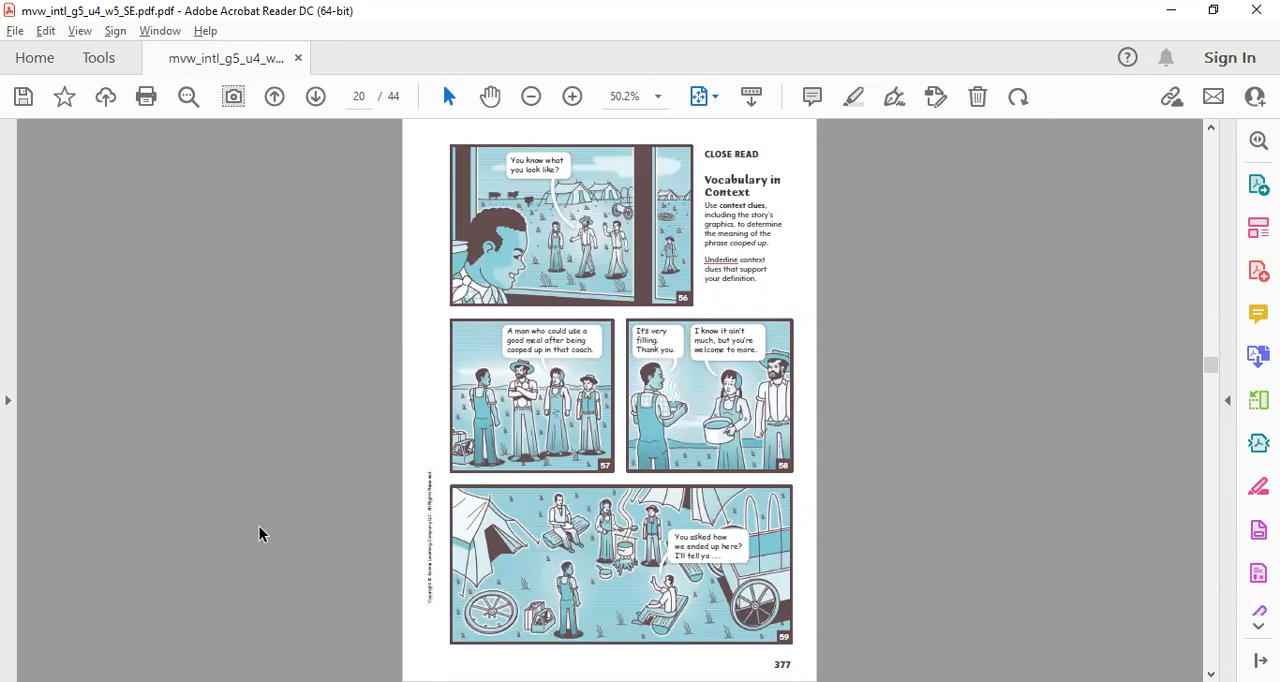 mvw_intl_g5_u4_w5_SE.pdf.pdf - Adobe Acrobat Reader DC (64-bit)
File Edit View Sign Window Help
Home Tools mvw_intl_g5_u4_w... × Sign In
20 / 44 50.2%
You know what
you look like?
56
CLOSE READ
Vocabulary in
Context
Use context clues,
including the story's
graphics, to determine
the meaning of the
phrase cooped up.
Underline context
clues that support
your definition.
A man who could use a
good meal after being
cooped up in that coach.
57
It's very
filling.
Thank you.
I know it ain't
much, but you're
welcome to more.
58
You asked how
we ended up here?
I'll tell ya ....
59
377